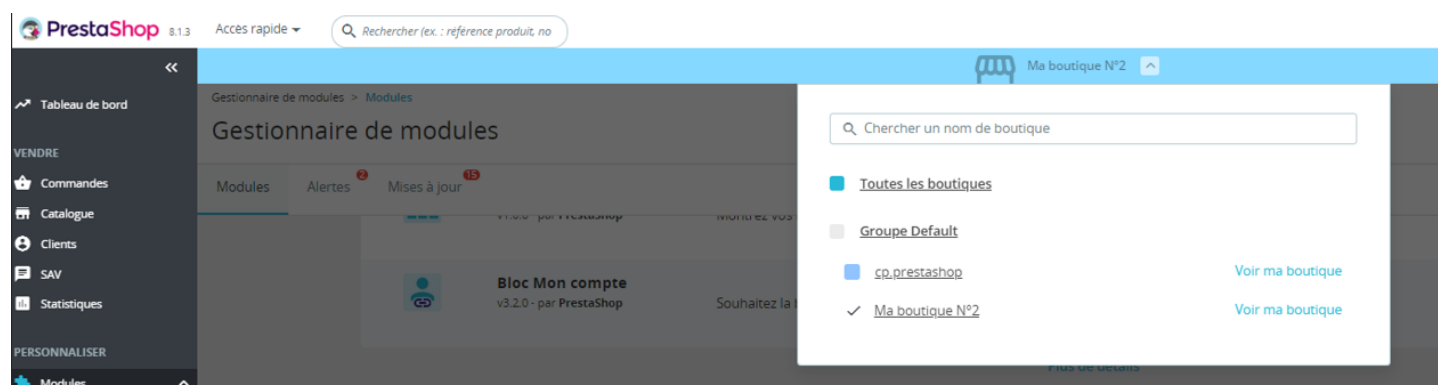 PrestaShop 8.1.3 Accès rapide Rechercher (ex. : référence produit, no
Ma boutique N°2
Tableau de bord
VENDRE
Commandes
Catalogue
Clients
SAV
Statistiques
PERSONNALISER
Modules
Gestionnaire de modules > Modules
Gestionnaire de modules
Modules Alertes 2 Mises à jour 15
v1.0.0 - par PrestaShop Montrez vos
Bloc Mon compte
v3.2.0 - par PrestaShop Souhaitez la
Chercher un nom de boutique
Toutes les boutiques
Groupe Default
cp.prestashop Voir ma boutique
Ma boutique N°2 Voir ma boutique
Plus de détails